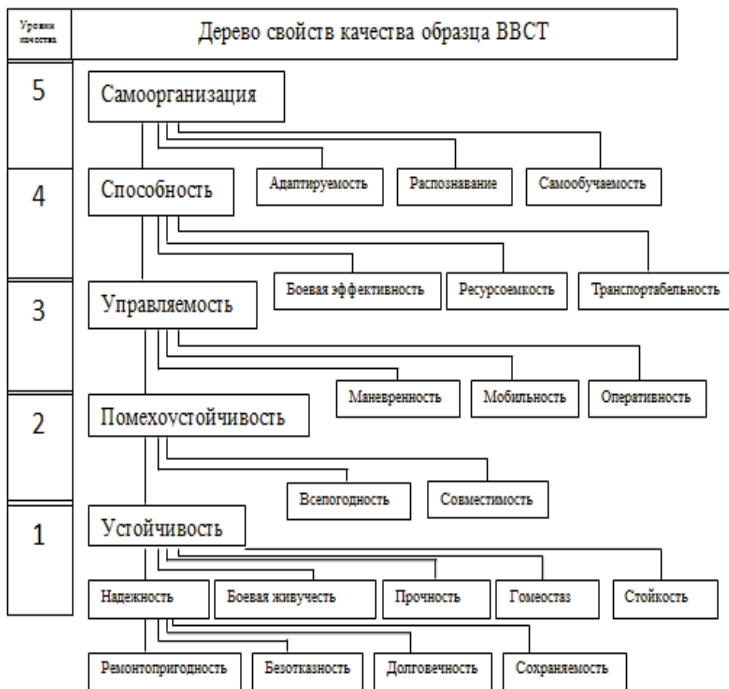 Уровни
качества
Дерево свойств качества образца ВВСТ
5
Самоорганизация
Адаптируемость
Распознавание
Самообучаемость
4
Способность
Боевая эффективность
Ресурсоемкость
Транспортабельность
3
Управляемость
Маневренность
Мобильность
Оперативность
2
Помехоустойчивость
Всепогодность
Совместимость
1
Устойчивость
Надежность
Боевая живучесть
Прочность
Гомеостаз
Стойкость
Ремонтопригодность
Безотказность
Долговечность
Сохраняемость